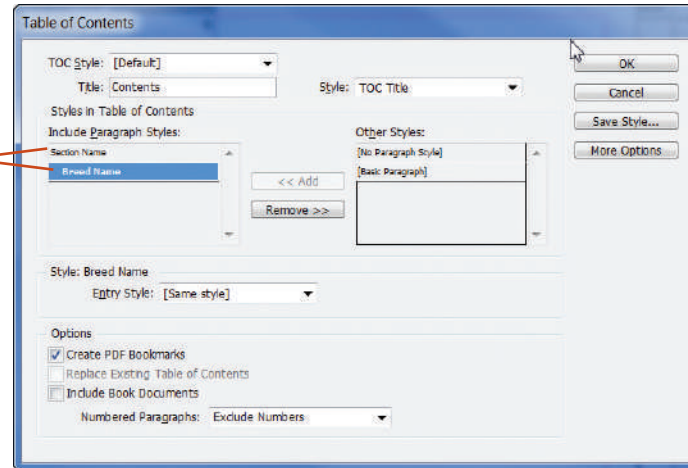 Table of Contents
TOC Style: [Default]
OK
Title: Contents
Style: TOC Title
Cancel
Styles in Table of Contents
Save Style...
Include Paragraph Styles:
Other Styles:
More Options
Section Name
[No Paragraph Style]
Breed Name
[Basic Paragraph]
<< Add
Remove >>
Style: Breed Name
Entry Style: [Same style]
Options
Create PDF Bookmarks
Replace Existing Table of Contents
Include Book Documents
Numbered Paragraphs: Exclude Numbers